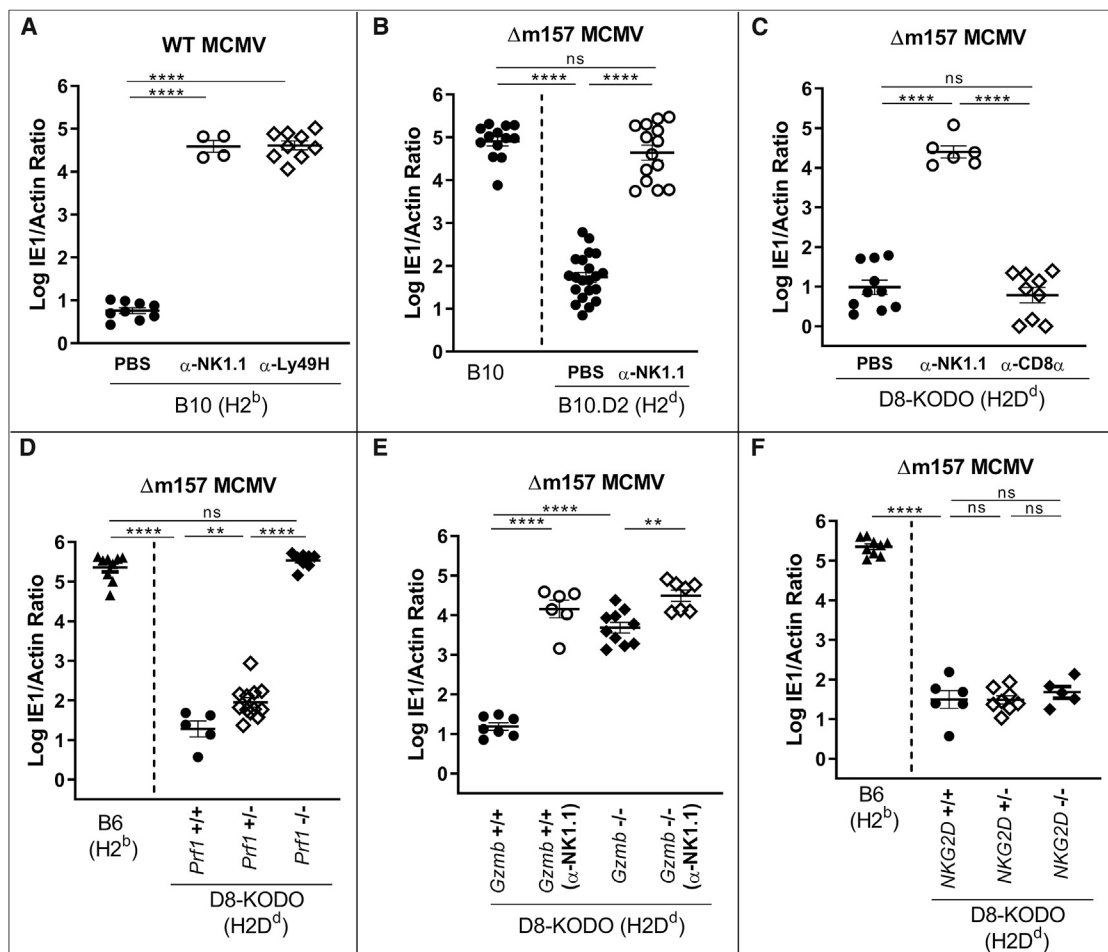 A
WT MCMV
****
****
Log IE1/Actin Ratio
6
5
4
3
2
1
0
PBS α-NK1.1 α-Ly49H
B10 (H2ᵇ)
B
Δm157 MCMV
ns
**** ****
Log IE1/Actin Ratio
6
5
4
3
2
1
0
B10
PBS α-NK1.1
B10.D2 (H2ᵈ)
C
Δm157 MCMV
ns
**** ****
Log IE1/Actin Ratio
6
5
4
3
2
1
0
PBS α-NK1.1 α-CD8α
D8-KODO (H2Dᵈ)
D
Δm157 MCMV
ns
**** ** ****
Log IE1/Actin Ratio
6
5
4
3
2
1
0
B6
(H2ᵇ)
Prf1 +/+
Prf1 +/-
Prf1 -/-
D8-KODO
(H2Dᵈ)
E
Δm157 MCMV
****
**** **
Log IE1/Actin Ratio
6
5
4
3
2
1
0
Gzmb +/+
Gzmb +/+
(α-NK1.1)
Gzmb -/-
Gzmb -/-
(α-NK1.1)
D8-KODO (H2Dᵈ)
F
Δm157 MCMV
ns
**** ns ns
Log IE1/Actin Ratio
6
5
4
3
2
1
0
B6
(H2ᵇ)
NKG2D +/+
NKG2D +/-
NKG2D -/-
D8-KODO
(H2Dᵈ)